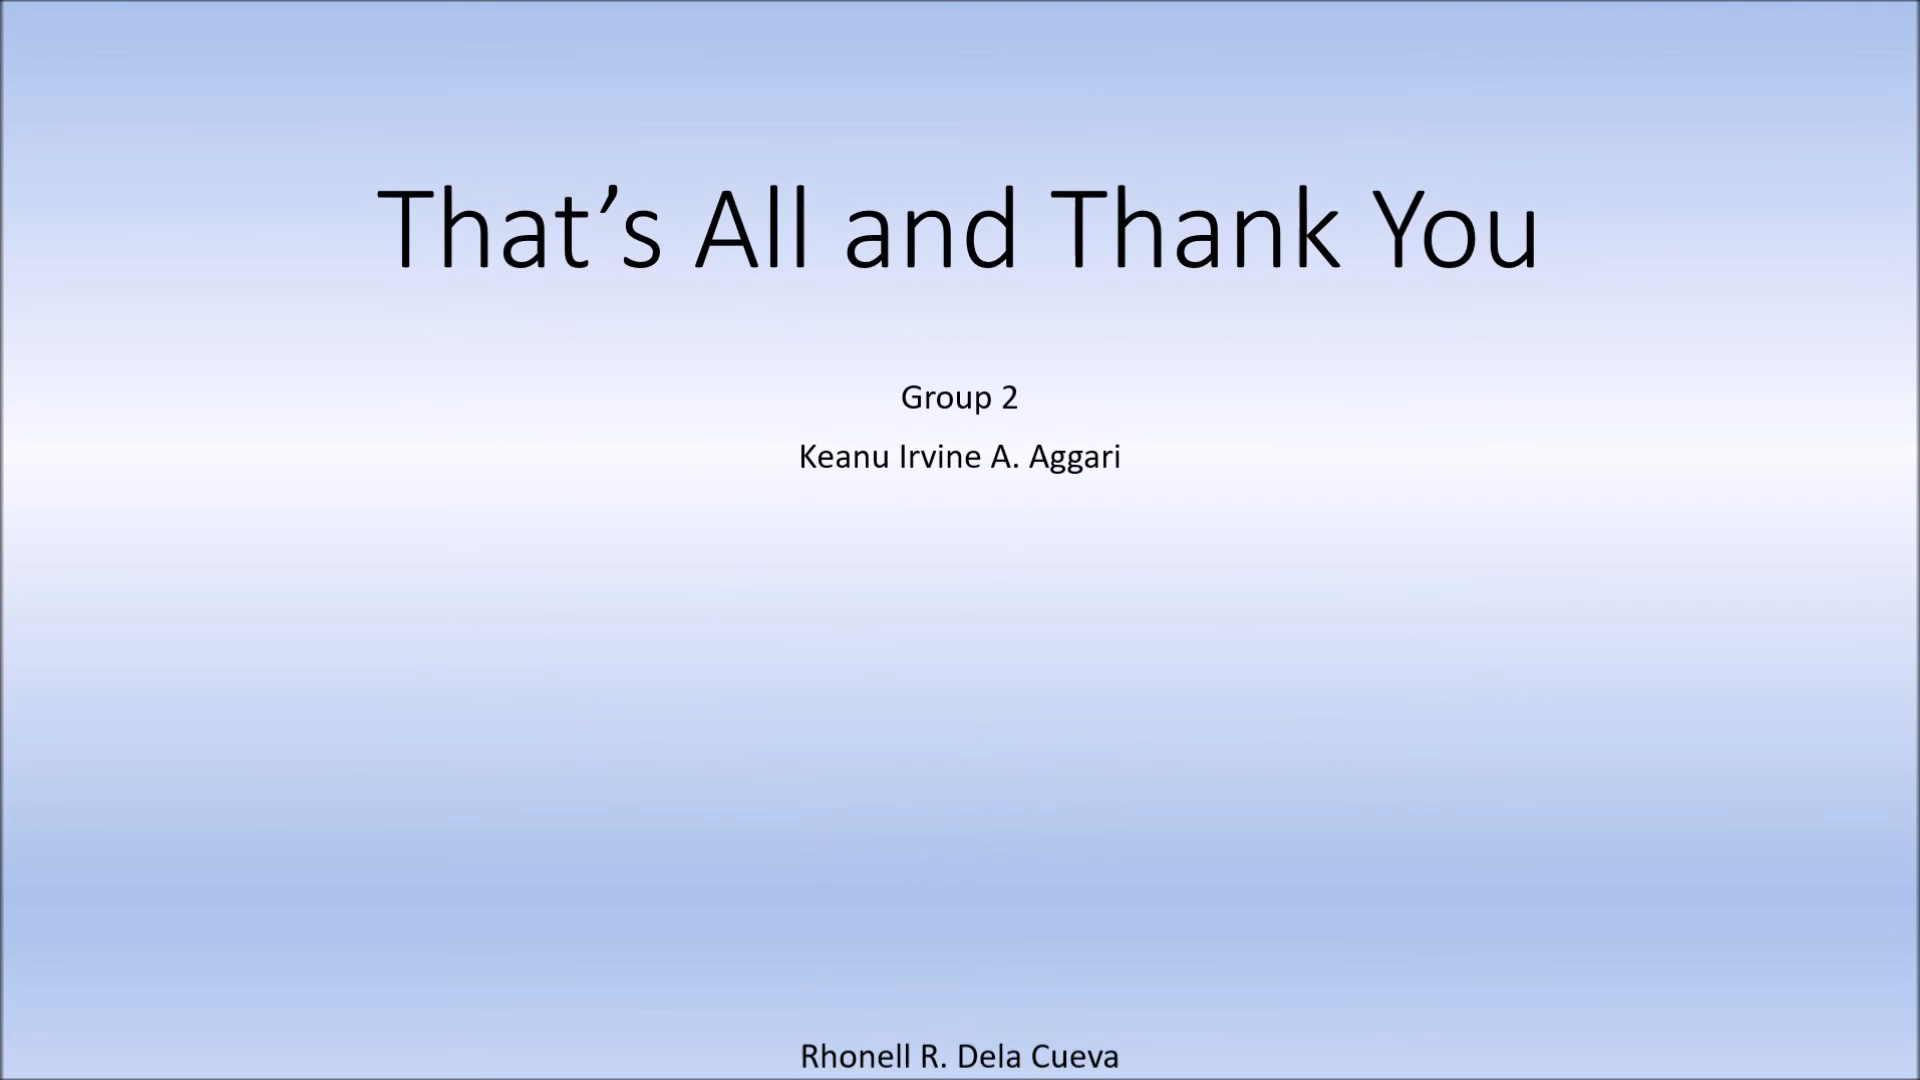 That’s All and Thank You
Group 2
Keanu Irvine A. Aggari
Rhonell R. Dela Cueva